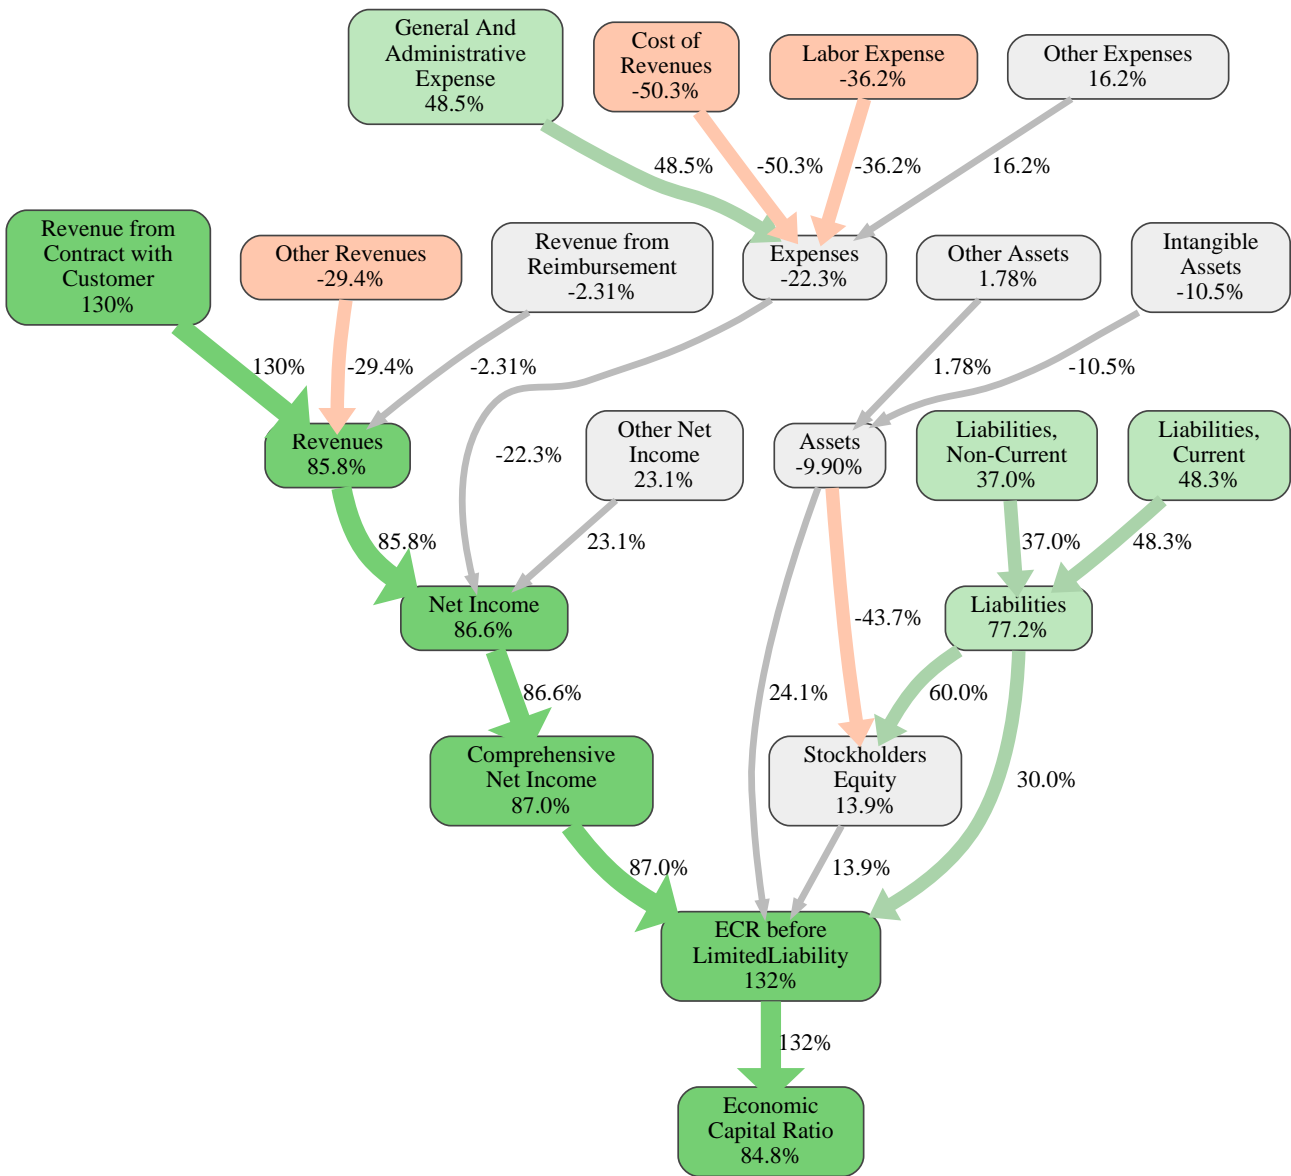 General And
Administrative
Expense
48.5%
Cost of
Revenues
-50.3%
Labor Expense
-36.2%
Other Expenses
16.2%
48.5%
-50.3%
-36.2%
16.2%
Revenue from
Contract with
Customer
130%
Other Revenues
-29.4%
Revenue from
Reimbursement
-2.31%
Expenses
-22.3%
Other Assets
1.78%
Intangible
Assets
-10.5%
130%
-29.4%
-2.31%
1.78%
-10.5%
Revenues
85.8%
-22.3%
Other Net
Income
23.1%
Assets
-9.90%
Liabilities,
Non-Current
37.0%
Liabilities,
Current
48.3%
85.8%
23.1%
37.0%
48.3%
Net Income
86.6%
-43.7%
Liabilities
77.2%
86.6%
24.1%
60.0%
Comprehensive
Net Income
87.0%
Stockholders
Equity
13.9%
30.0%
87.0%
13.9%
ECR before
LimitedLiability
132%
132%
Economic
Capital Ratio
84.8%